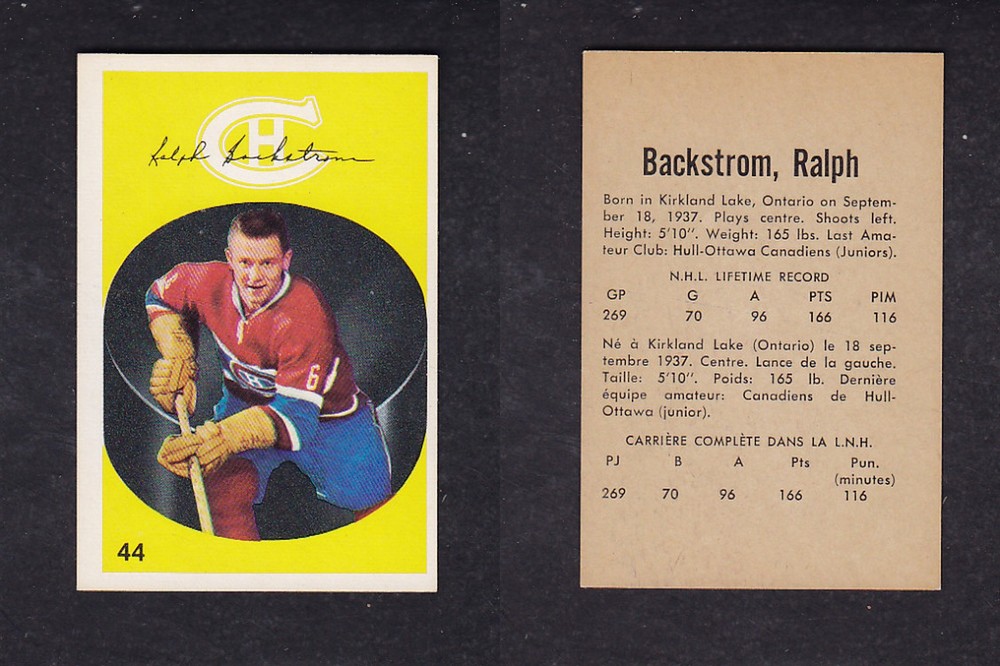 CH
Ralph Backstrom
6
6
44
Backstrom, Ralph
Born in Kirkland Lake, Ontario on Septem-
ber 18, 1937. Plays centre. Shoots left.
Height: 5'10". Weight: 165 lbs. Last Ama-
teur Club: Hull-Ottawa Canadiens (Juniors).
N.H.L. LIFETIME RECORD
GP G A PTS PIM
269 70 96 166 116
Né à Kirkland Lake (Ontario) le 18 sep-
tembre 1937. Centre. Lance de la gauche.
Taille: 5'10". Poids: 165 lb. Dernière
équipe amateur: Canadiens de Hull-
Ottawa (junior).
CARRIÈRE COMPLÈTE DANS LA L.N.H.
PJ B A Pts Pun.
(minutes)
269 70 96 166 116